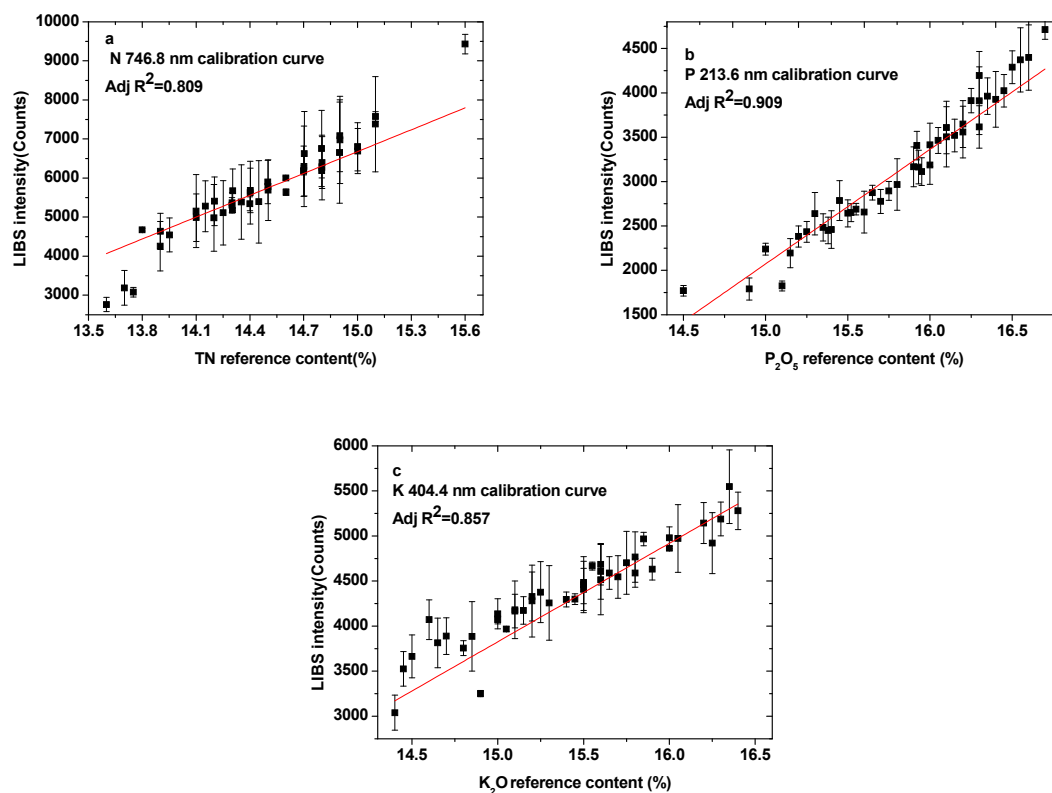 a
N 746.8 nm calibration curve
Adj R²=0.809
LIBS intensity(Counts)
10000
9000
8000
7000
6000
5000
4000
3000
13.5 13.8 14.1 14.4 14.7 15.0 15.3 15.6
TN reference content(%)
b
P 213.6 nm calibration curve
Adj R²=0.909
LIBS intensity (Counts)
4500
4000
3500
3000
2500
2000
1500
14.5 15.0 15.5 16.0 16.5
P₂O₅ reference content (%)
c
K 404.4 nm calibration curve
Adj R²=0.857
LIBS intensity(Counts)
6000
5500
5000
4500
4000
3500
3000
14.5 15.0 15.5 16.0 16.5
K₂O reference content (%)